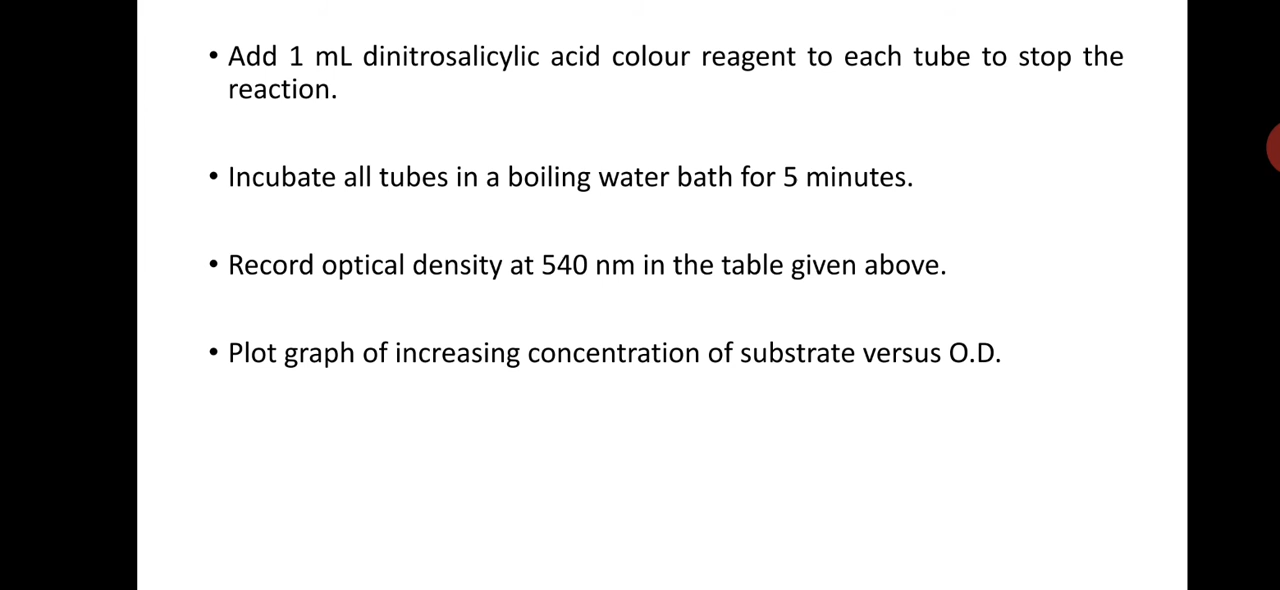 • Add 1 mL dinitrosalicylic acid colour reagent to each tube to stop the
reaction.
• Incubate all tubes in a boiling water bath for 5 minutes.
• Record optical density at 540 nm in the table given above.
• Plot graph of increasing concentration of substrate versus O.D.